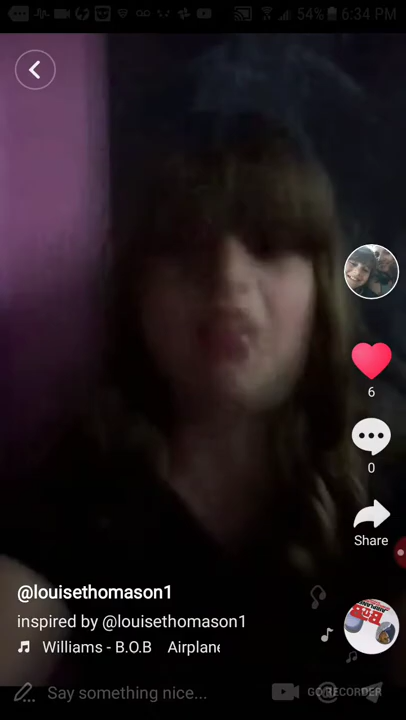 54% 6:34 PM
6
0
Share
@louisethomason1
inspired by @louisethomason1
Williams - B.O.B Airplane
Say something nice...
GO RECORDER